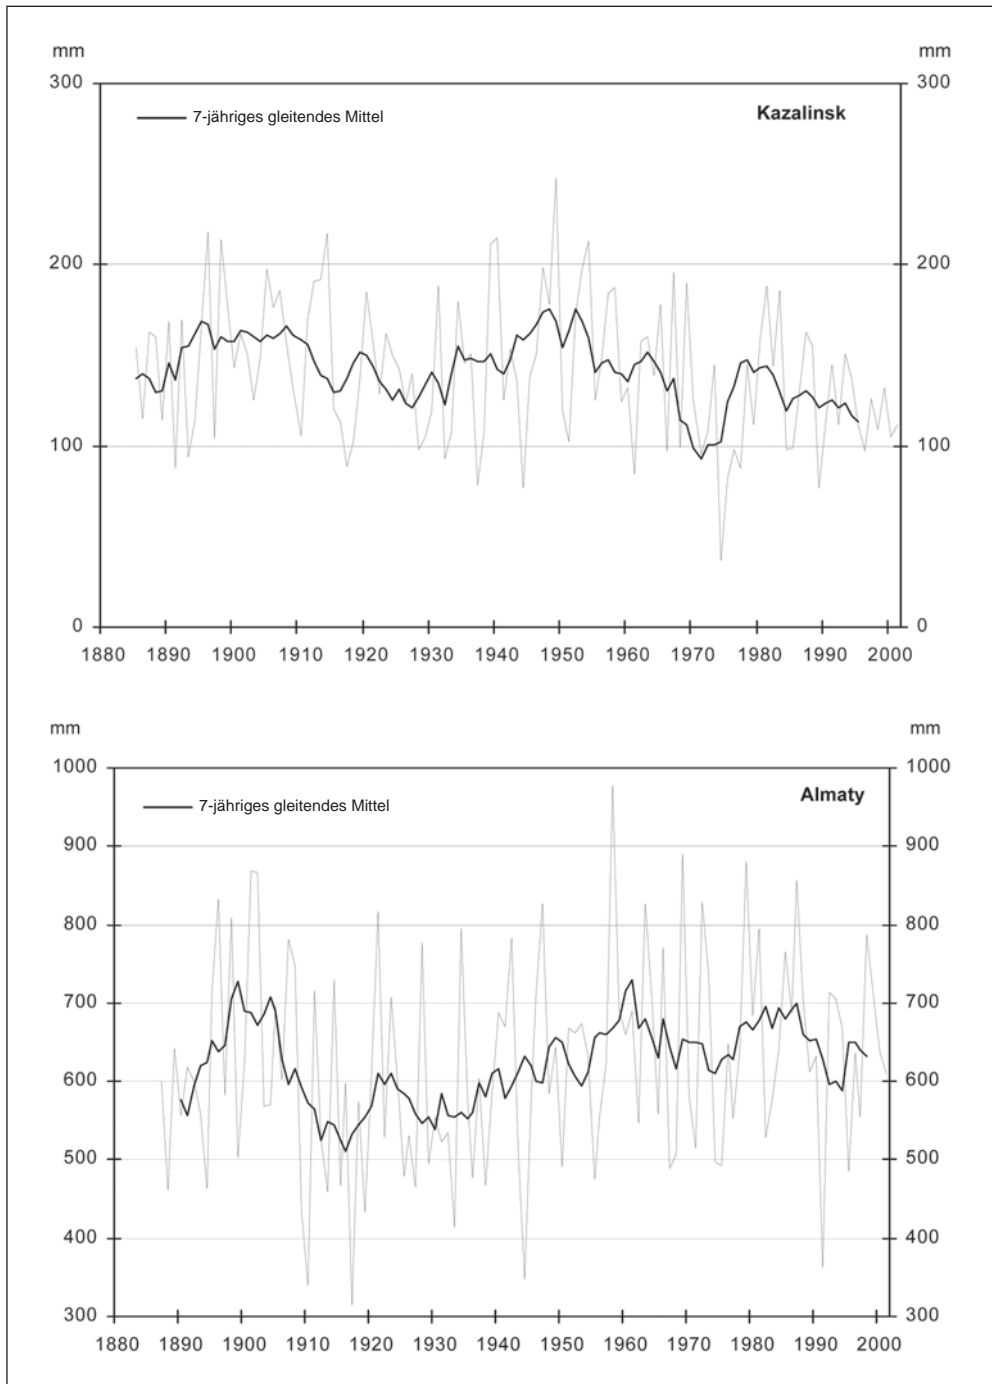 mm mm
300 300
7-jähriges gleitendes Mittel Kazalinsk
200 200
100 100
0 0
1880 1890 1900 1910 1920 1930 1940 1950 1960 1970 1980 1990 2000
mm mm
1000 1000
7-jähriges gleitendes Mittel Almaty
900 900
800 800
700 700
600 600
500 500
400 400
300 300
1880 1890 1900 1910 1920 1930 1940 1950 1960 1970 1980 1990 2000